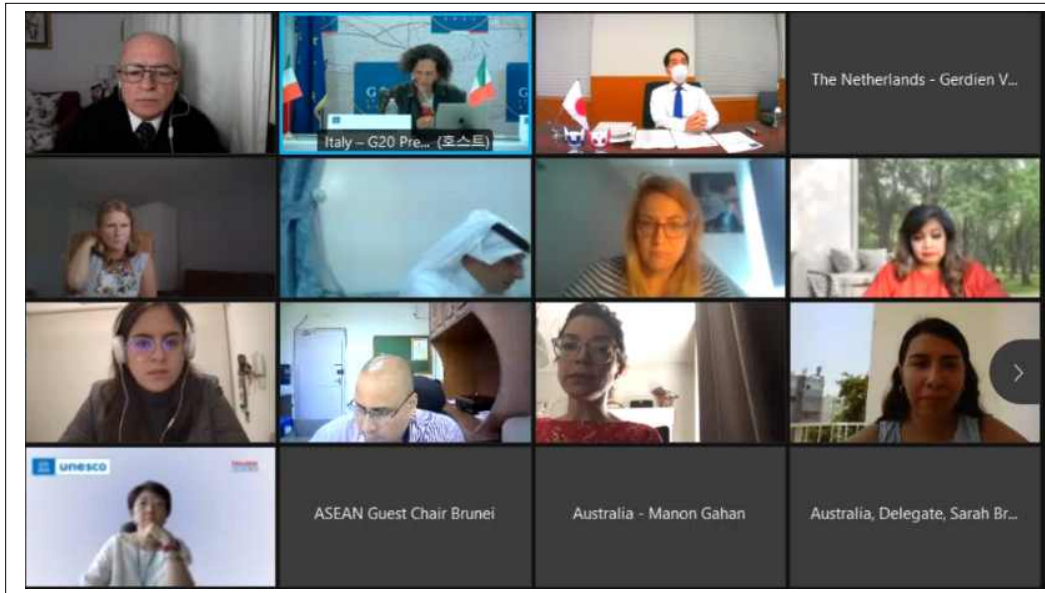 Italy – G20 Pre... (호스트)
The Netherlands - Gerdien V...
unesco
ASEAN Guest Chair Brunei
Australia - Manon Gahan
Australia, Delegate, Sarah Br...